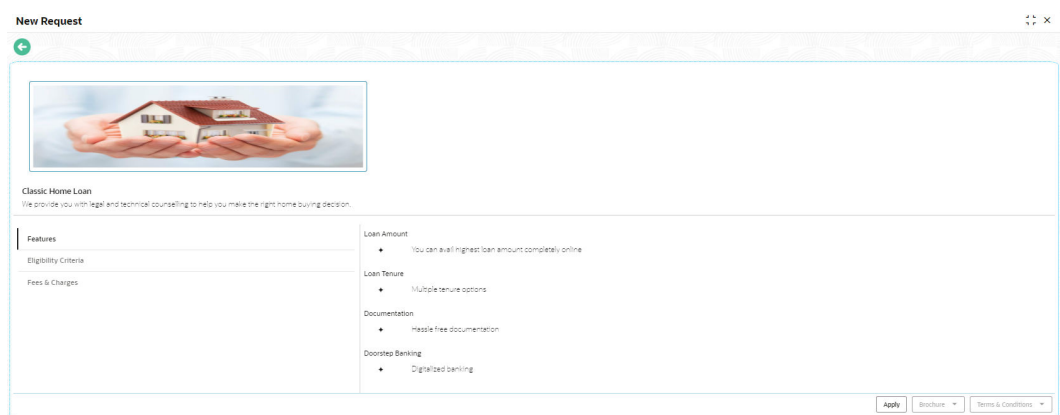 New Request
Classic Home Loan
We provide you with legal and technical counselling to help you make the right home buying decision.
Features
Eligibility Criteria
Fees & Charges
Loan Amount
You can avail highest loan amount completely online
Loan Tenure
Multiple tenure options
Documentation
Hassle free documentation
Doorstep Banking
Digitalized banking
Apply
Brochure
Terms & Conditions